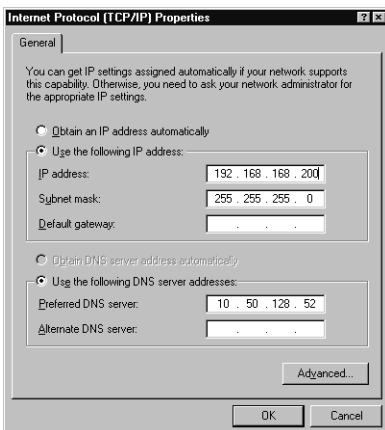 Internet Protocol (TCP/IP) Properties
General
You can get IP settings assigned automatically if your network supports
this capability. Otherwise, you need to ask your network administrator for
the appropriate IP settings.
Obtain an IP address automatically
Use the following IP address:
IP address: 192 . 168 . 168 . 200
Subnet mask: 255 . 255 . 255 . 0
Default gateway: . . .
Obtain DNS server address automatically
Use the following DNS server addresses:
Preferred DNS server: 10 . 50 . 128 . 52
Alternate DNS server: . . .
Advanced...
OK Cancel